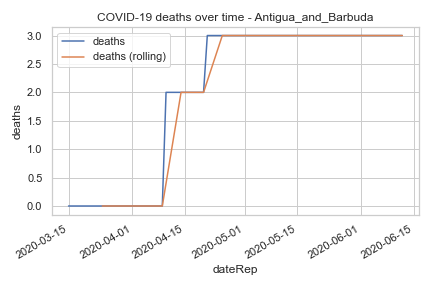 COVID-19 deaths over time - Antigua_and_Barbuda
3.0
deaths
deaths (rolling)
2.5
2.0
deaths
1.5
1.0
0.5
0.0
2020-03-15
2020-04-01
2020-04-15
2020-05-01
2020-05-15
2020-06-01
2020-06-15
dateRep